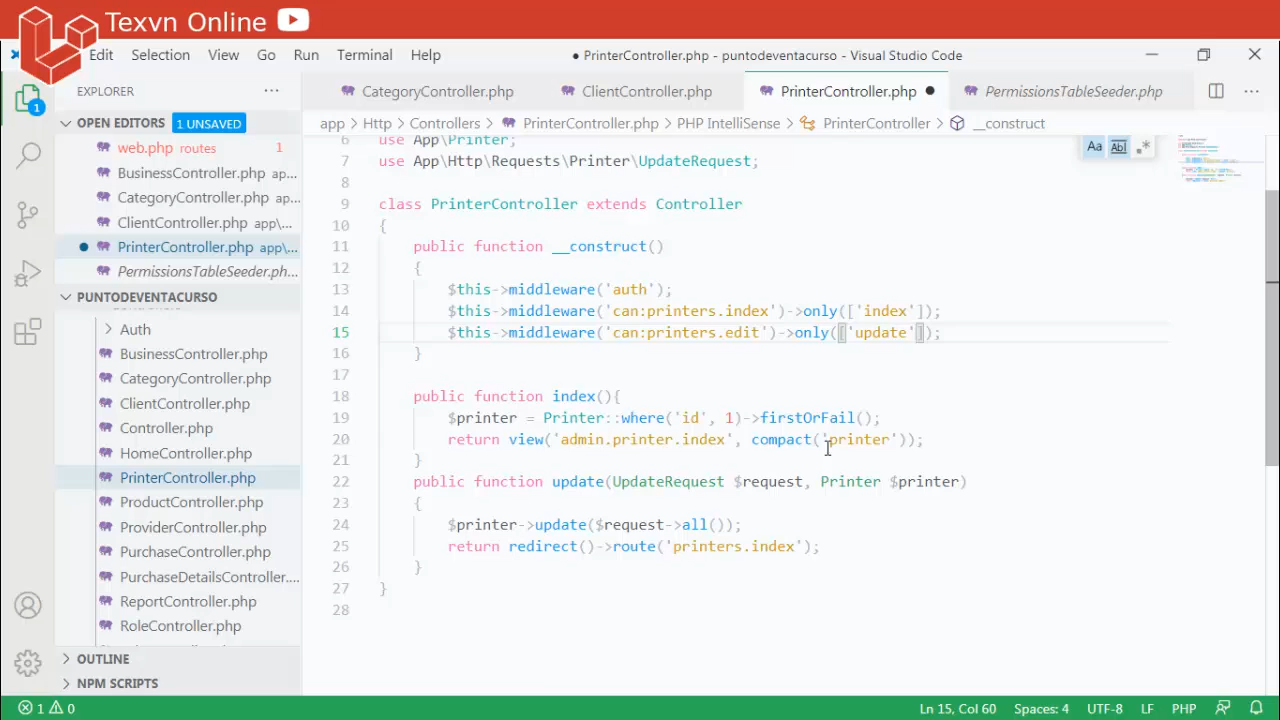 Texvn Online
Edit Selection View Go Run Terminal Help
● PrinterController.php - puntodeventacurso - Visual Studio Code
EXPLORER
CategoryController.php ClientController.php PrinterController.php PermissionsTableSeeder.php
OPEN EDITORS 1 UNSAVED
app > Http > Controllers > PrinterController.php > PHP IntelliSense > PrinterController > __construct
web.php routes 1
BusinessController.php ap...
CategoryController.php ap...
ClientController.php app\...
PrinterController.php app\...
PermissionsTableSeeder.ph...
PUNTODEVENTACURSO
Auth
BusinessController.php
CategoryController.php
ClientController.php
Controller.php
HomeController.php
PrinterController.php
ProductController.php
ProviderController.php
PurchaseController.php
PurchaseDetailsController....
ReportController.php
RoleController.php
OUTLINE
NPM SCRIPTS
Aa Abl .*
6 use App\Printer;
7 use App\Http\Requests\Printer\UpdateRequest;
8
9 class PrinterController extends Controller
10 {
11 public function __construct()
12 {
13 $this->middleware('auth');
14 $this->middleware('can:printers.index')->only(['index']);
15 $this->middleware('can:printers.edit')->only(['update']);
16 }
17
18 public function index(){
19 $printer = Printer::where('id', 1)->firstOrFail();
20 return view('admin.printer.index', compact('printer'));
21 }
22 public function update(UpdateRequest $request, Printer $printer)
23 {
24 $printer->update($request->all());
25 return redirect()->route('printers.index');
26 }
27 }
28
1 0 Ln 15, Col 60 Spaces: 4 UTF-8 LF PHP